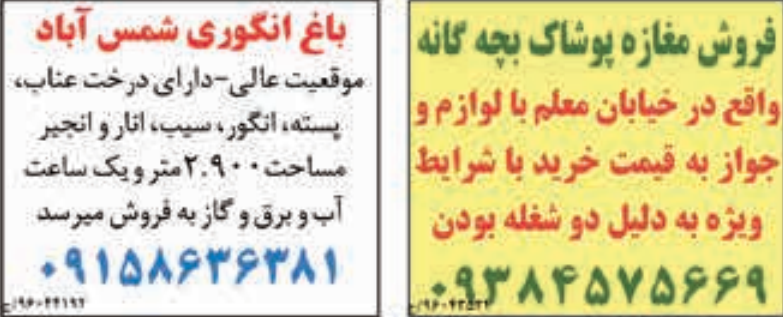 فروش مغازه پوشاک بچه گانه
واقع در خیابان معلم با لوازم و
جواز به قیمت خرید با شرایط
ویژه به دلیل دو شغله بودن
۰۹۳۸۴۵۷۵۶۶۹
باغ انگوری شمس آباد
موقعیت عالی-دارای درخت عناب،
پسته، انگور، سیب، انار و انجیر
مساحت ۲.۹۰۰متر و یک ساعت
آب و برق و گاز به فروش میرسد
۰۹۱۵۸۶۳۶۳۸۱